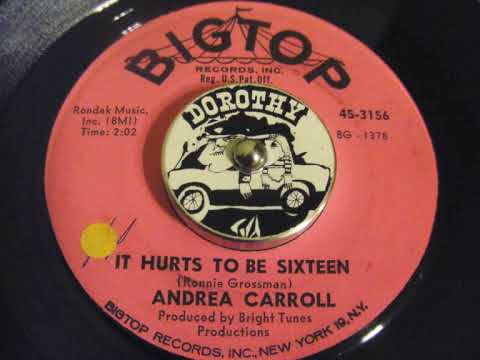 BIGTOP
RECORDS, INC.
Reg. U.S. Pat. Off.
Rondak Music,
Inc. (BMI)
Time: 2:02
45-3156
BG - 1378
DOROTHY
IT HURTS TO BE SIXTEEN
(Ronnie Grossman)
ANDREA CARROLL
Produced by Bright Tunes
Productions
BIGTOP RECORDS, INC., NEW YORK 19, N.Y.